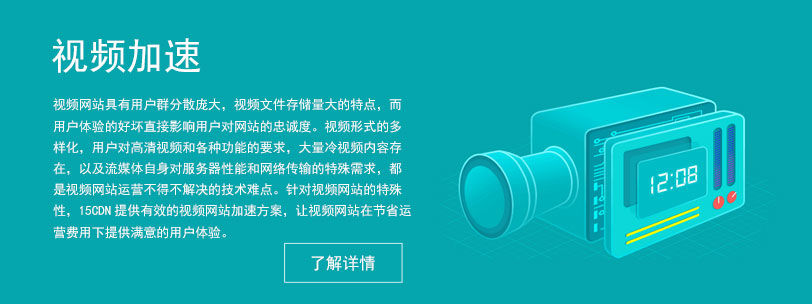 视频加速
视频网站具有用户群分散庞大，视频文件存储量大的特点，而
用户体验的好坏直接影响用户对网站的忠诚度。视频形式的多
样化，用户对高清视频和各种功能的要求，大量冷视频内容存
在，以及流媒体自身对服务器性能和网络传输的特殊需求，都
是视频网站运营不得不解决的技术难点。针对视频网站的特殊
性，15CDN 提供有效的视频网站加速方案，让视频网站在节省运
营费用下提供满意的用户体验。
12:08
了解详情